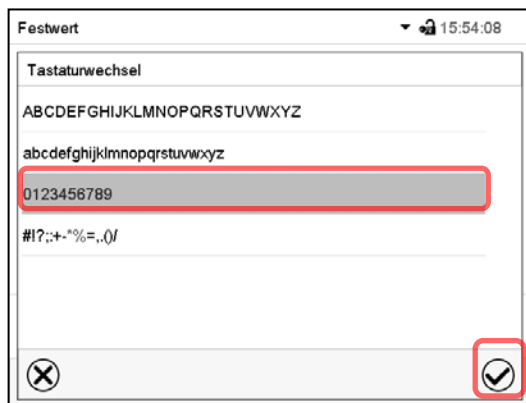 Festwert 15:54:08
Tastaturwechsel
ABCDEFGHIJKLMNOPQRSTUVWXYZ
abcdefghijklmnopqrstuvwxyz
0123456789
#!?;:+-*%=,.()/